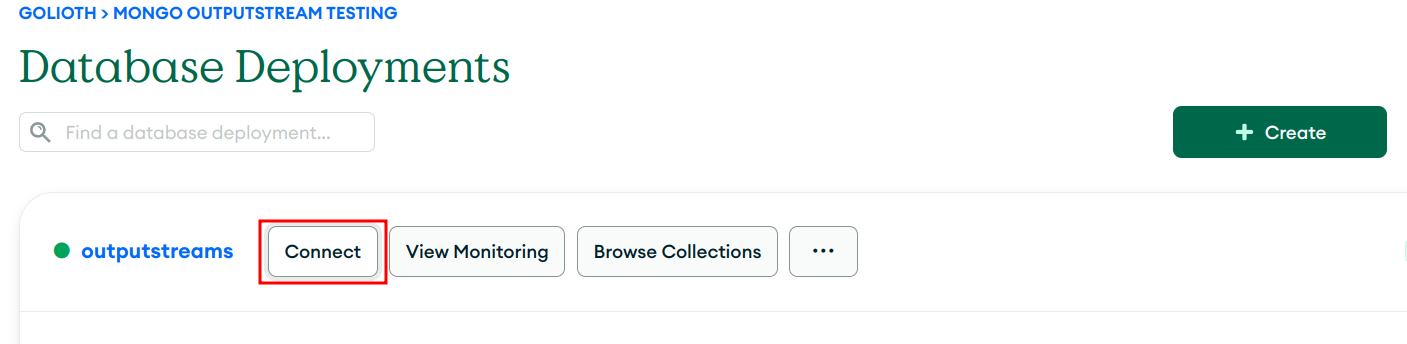 GOLIOTH > MONGO OUTPUTSTREAM TESTING
Database Deployments
Find a database deployment...
+ Create
outputstreams Connect View Monitoring Browse Collections ...